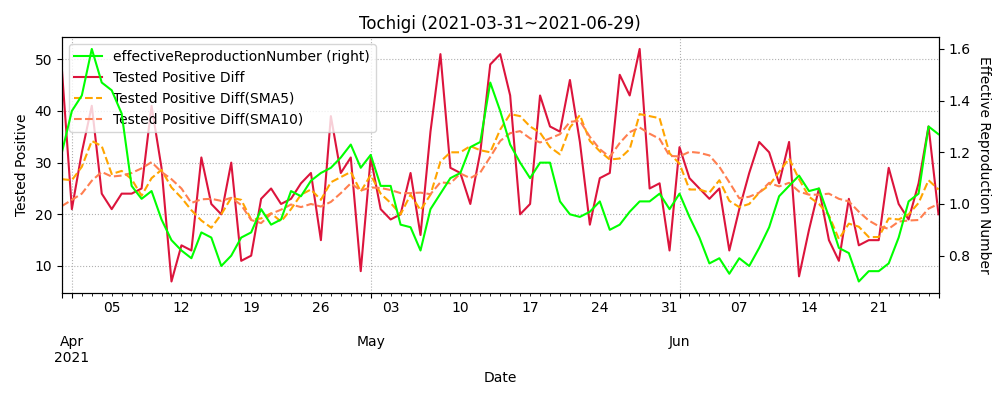 Tochigi (2021-03-31~2021-06-29)
effectiveReproductionNumber (right)
Tested Positive Diff
Tested Positive Diff(SMA5)
Tested Positive Diff(SMA10)
Tested Positive
50
40
30
20
10
1.6
1.4
1.2
1.0
0.8
Effective Reproduction Number
05 12 19 26 03 10 17 24 31 07 14 21
Apr May Jun
2021
Date